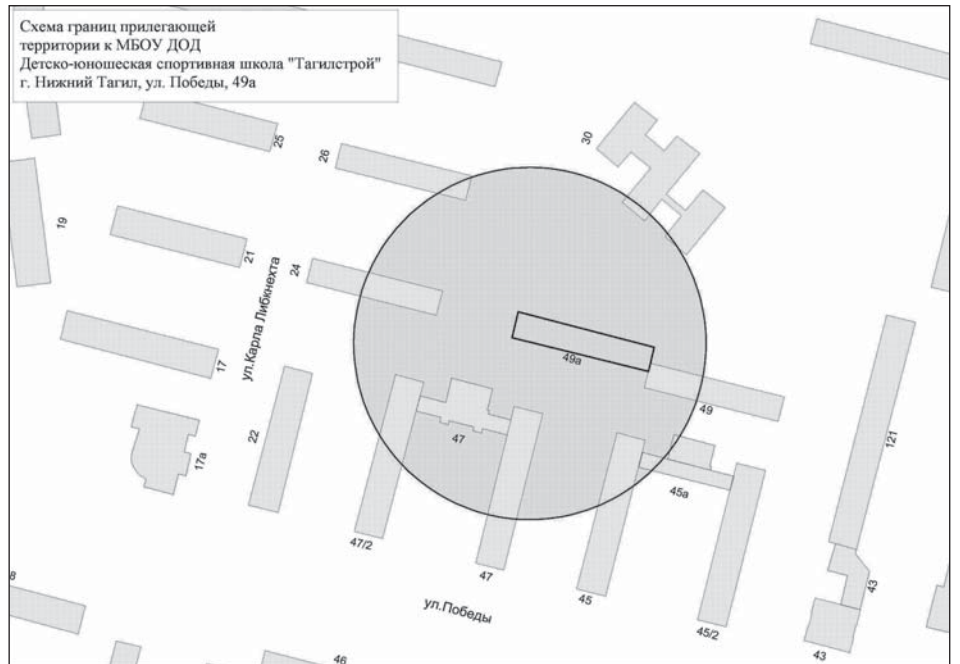 Схема границ прилегающей
территории к МБОУ ДОД
Детско-юношеская спортивная школа "Тагилстрой"
г. Нижний Тагил, ул. Победы, 49а
25
26
30
19
21
24
ул.Карла Либкнехта
17
49а
49
22
47
17а
121
45а
47/2
47
45
45/2
ул.Победы
43
43
8
46